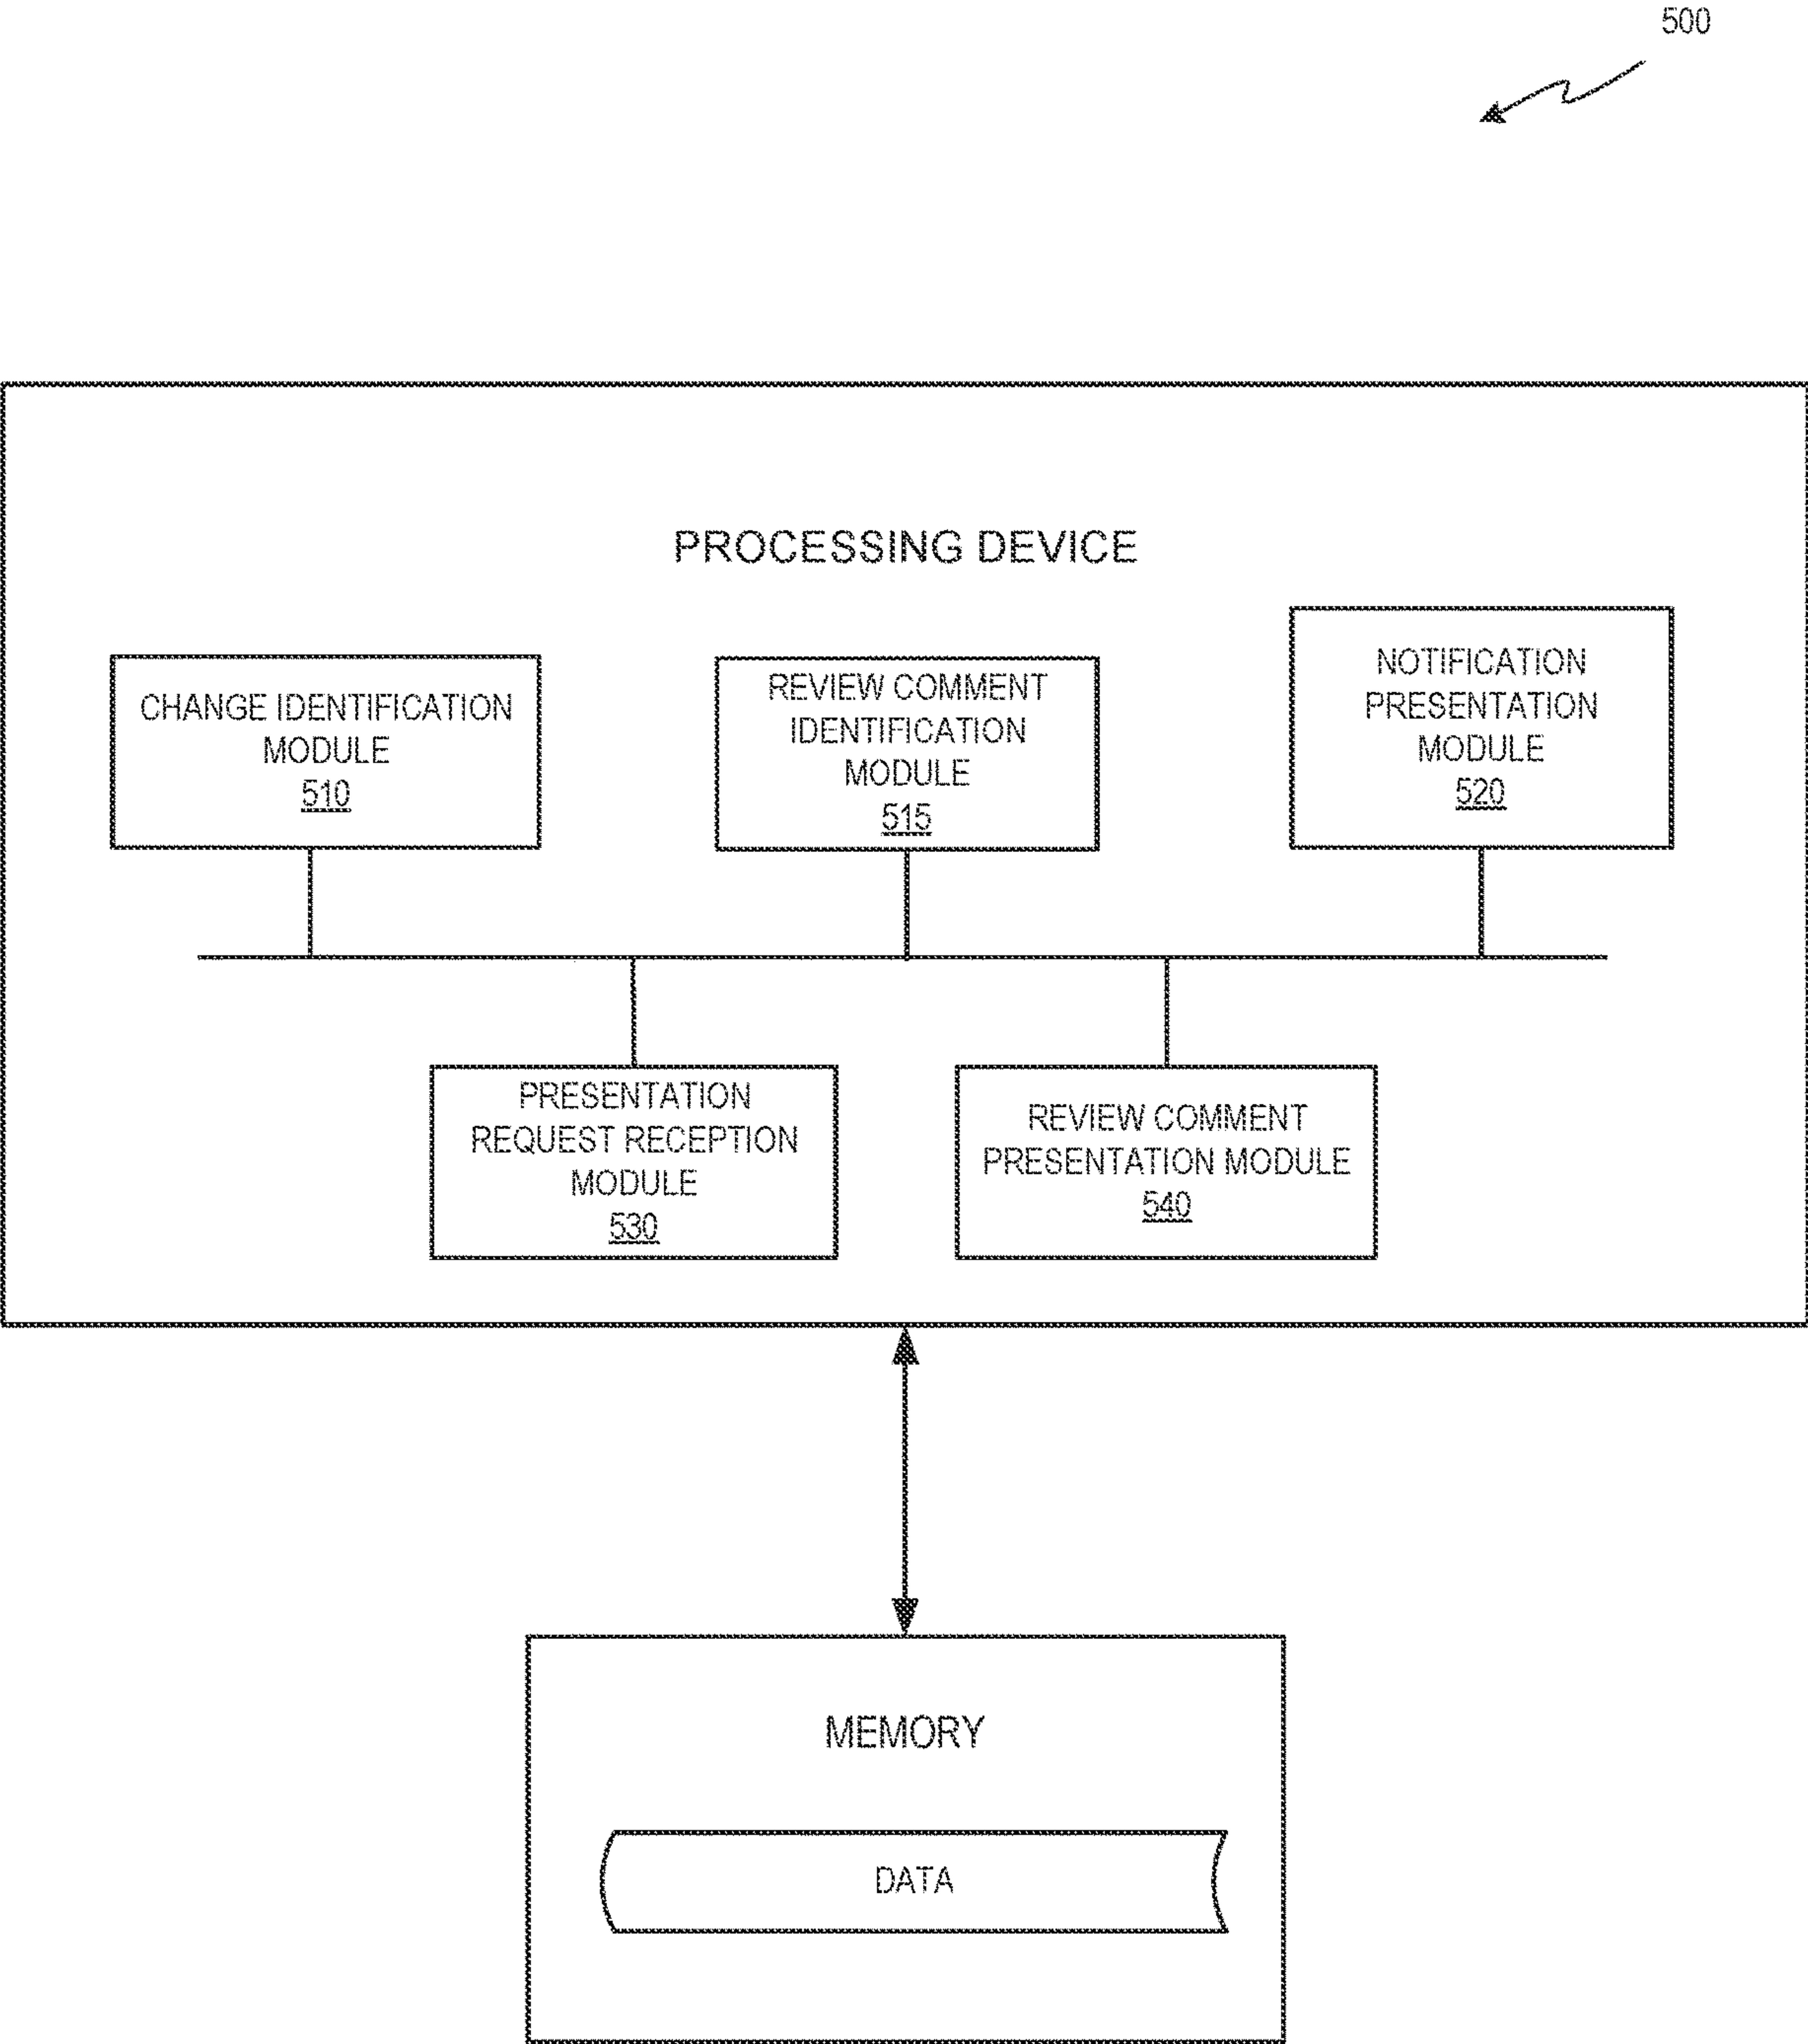 500
PROCESSING DEVICE
CHANGE IDENTIFICATION
MODULE
510
REVIEW COMMENT
IDENTIFICATION
MODULE
515
NOTIFICATION
PRESENTATION
MODULE
520
PRESENTATION
REQUEST RECEPTION
MODULE
530
REVIEW COMMENT
PRESENTATION MODULE
540
MEMORY
DATA